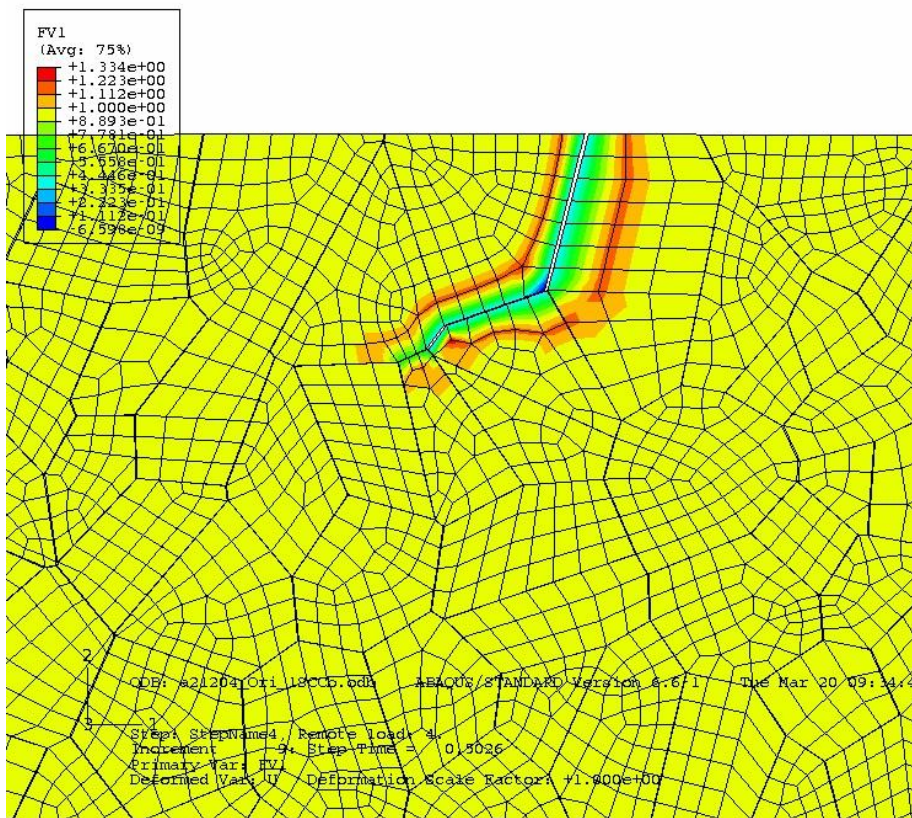 FV1
(Avg: 75%)
+1.334e+00
+1.223e+00
+1.112e+00
+1.000e+00
+8.893e-01
+7.781e-01
+6.670e-01
+5.558e-01
+4.446e-01
+3.335e-01
+2.223e-01
+1.112e-01
-6.598e-09
2
3 1
ODB: a21204_Ori_1SCCb.odb ABAQUS/STANDARD Version 6.6-1 Tue Mar 20 09:34:4
Step: StepName4, Remote load: 4.
Increment 9: Step Time = 0.5026
Primary Var: FV1
Deformed Var: U Deformation Scale Factor: +1.000e+00